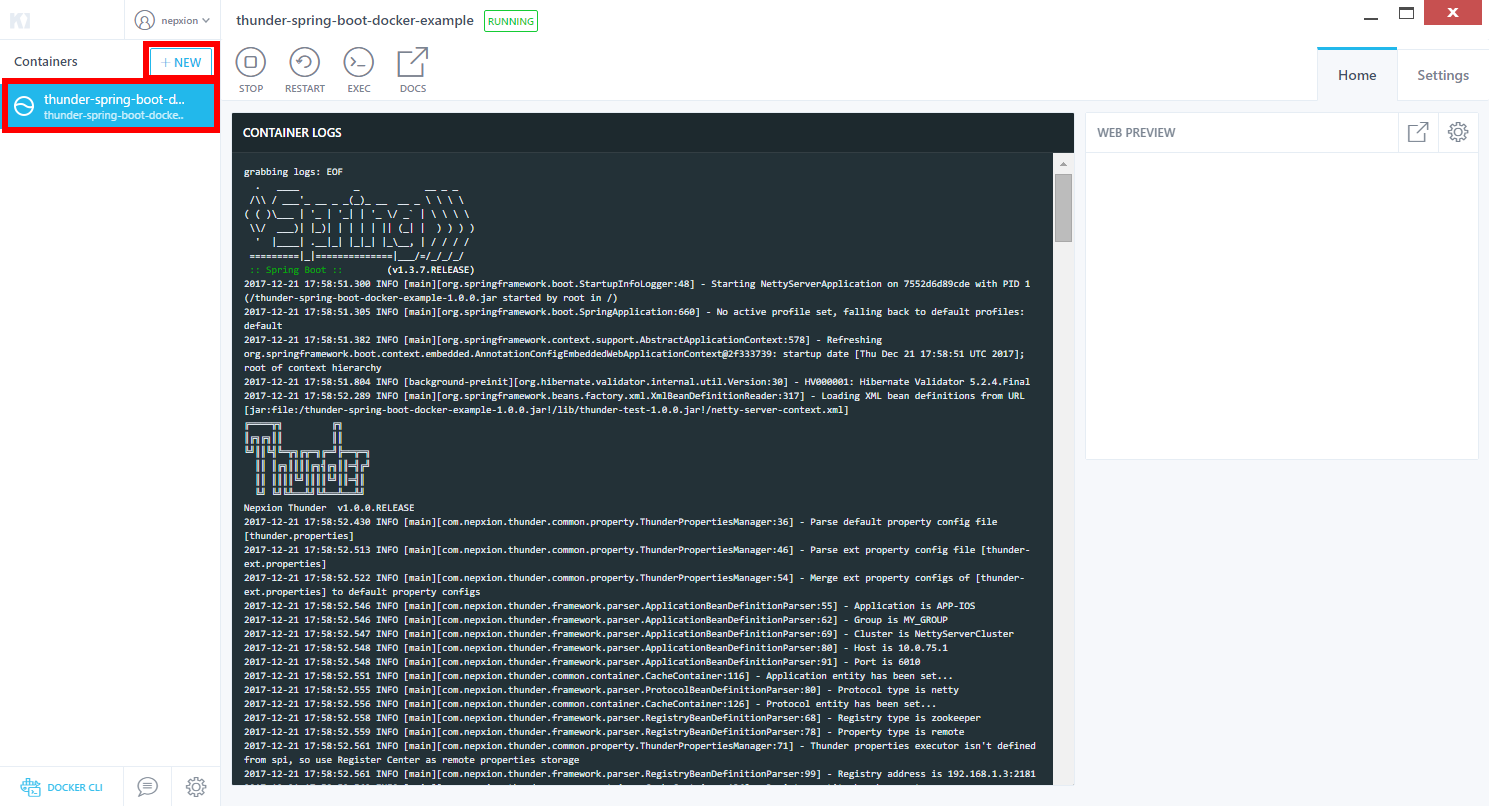 nepxion
thunder-spring-boot-docker-example RUNNING
Containers
+ NEW
thunder-spring-boot-d...
thunder-spring-boot-docke..
STOP
RESTART
EXEC
DOCS
Home
Settings
CONTAINER LOGS
WEB PREVIEW
grabbing logs: EOF
:: Spring Boot :: (v1.3.7.RELEASE)
2017-12-21 17:58:51.300 INFO [main][org.springframework.boot.StartupInfoLogger:48] - Starting NettyServerApplication on 7552d6d89cde with PID 1
(/thunder-spring-boot-docker-example-1.0.0.jar started by root in /)
2017-12-21 17:58:51.305 INFO [main][org.springframework.boot.SpringApplication:660] - No active profile set, falling back to default profiles:
default
2017-12-21 17:58:51.382 INFO [main][org.springframework.context.support.AbstractApplicationContext:578] - Refreshing
org.springframework.boot.context.embedded.AnnotationConfigEmbeddedWebApplicationContext@2f333739: startup date [Thu Dec 21 17:58:51 UTC 2017];
root of context hierarchy
2017-12-21 17:58:51.804 INFO [background-preinit][org.hibernate.validator.internal.util.Version:30] - HV000001: Hibernate Validator 5.2.4.Final
2017-12-21 17:58:52.289 INFO [main][org.springframework.beans.factory.xml.XmlBeanDefinitionReader:317] - Loading XML bean definitions from URL
[jar:file:/thunder-spring-boot-docker-example-1.0.0.jar!/lib/thunder-test-1.0.0.jar!/netty-server-context.xml]
Nepxion Thunder v1.0.0.RELEASE
2017-12-21 17:58:52.430 INFO [main][com.nepxion.thunder.common.property.ThunderPropertiesManager:36] - Parse default property config file
[thunder.properties]
2017-12-21 17:58:52.513 INFO [main][com.nepxion.thunder.common.property.ThunderPropertiesManager:46] - Parse ext property config file [thunder-
ext.properties]
2017-12-21 17:58:52.522 INFO [main][com.nepxion.thunder.common.property.ThunderPropertiesManager:54] - Merge ext property configs of [thunder-
ext.properties] to default property configs
2017-12-21 17:58:52.546 INFO [main][com.nepxion.thunder.framework.parser.ApplicationBeanDefinitionParser:55] - Application is APP-IOS
2017-12-21 17:58:52.546 INFO [main][com.nepxion.thunder.framework.parser.ApplicationBeanDefinitionParser:62] - Group is MY_GROUP
2017-12-21 17:58:52.547 INFO [main][com.nepxion.thunder.framework.parser.ApplicationBeanDefinitionParser:69] - Cluster is NettyServerCluster
2017-12-21 17:58:52.548 INFO [main][com.nepxion.thunder.framework.parser.ApplicationBeanDefinitionParser:80] - Host is 10.0.75.1
2017-12-21 17:58:52.548 INFO [main][com.nepxion.thunder.framework.parser.ApplicationBeanDefinitionParser:91] - Port is 6010
2017-12-21 17:58:52.551 INFO [main][com.nepxion.thunder.common.container.CacheContainer:116] - Application entity has been set...
2017-12-21 17:58:52.555 INFO [main][com.nepxion.thunder.framework.parser.ProtocolBeanDefinitionParser:80] - Protocol type is netty
2017-12-21 17:58:52.556 INFO [main][com.nepxion.thunder.common.container.CacheContainer:126] - Protocol entity has been set...
2017-12-21 17:58:52.558 INFO [main][com.nepxion.thunder.framework.parser.RegistryBeanDefinitionParser:68] - Registry type is zookeeper
2017-12-21 17:58:52.559 INFO [main][com.nepxion.thunder.framework.parser.RegistryBeanDefinitionParser:78] - Property type is remote
2017-12-21 17:58:52.561 INFO [main][com.nepxion.thunder.common.property.ThunderPropertiesManager:71] - Thunder properties executor isn't defined
from spi, so use Register Center as remote properties storage
2017-12-21 17:58:52.561 INFO [main][com.nepxion.thunder.framework.parser.RegistryBeanDefinitionParser:99] - Registry address is 192.168.1.3:2181
DOCKER CLI